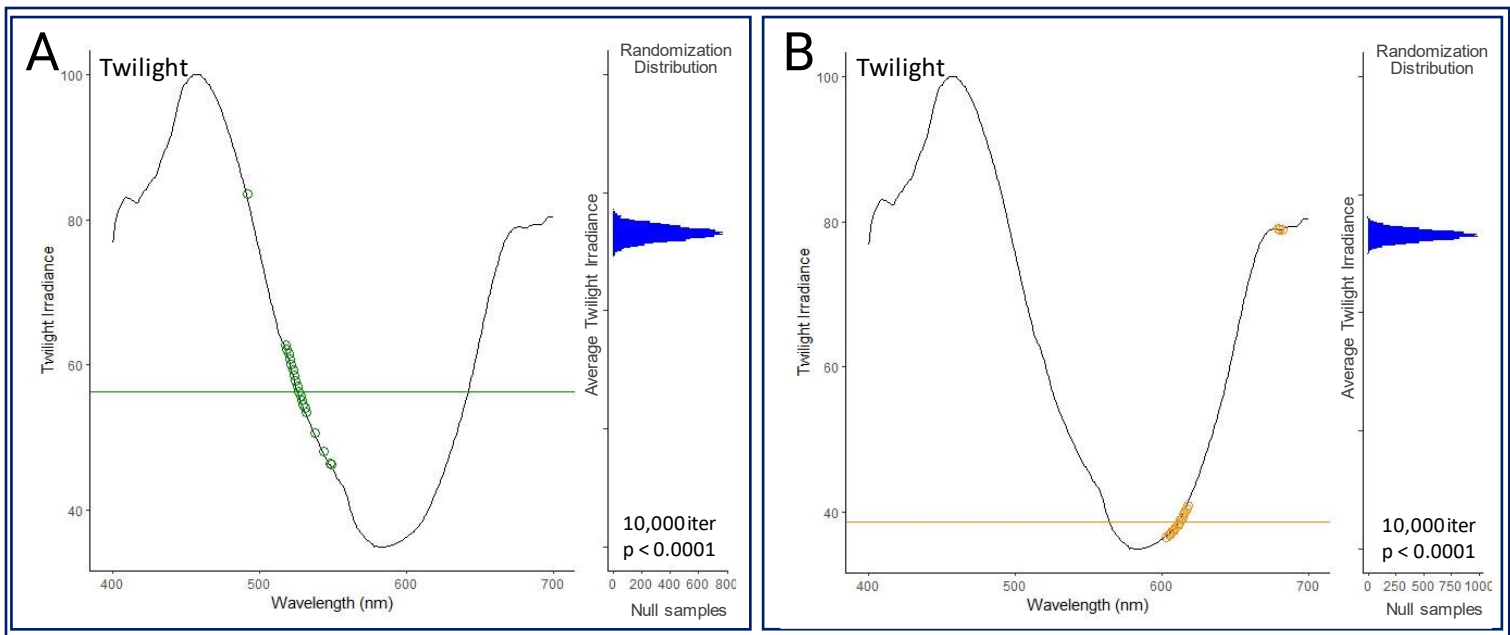 A
Twilight
100
80
60
40
Twilight Irradiance
400
500
600
700
Wavelength (nm)
Randomization
Distribution
Average Twilight Irradiance
10,000 iter
p < 0.0001
0 200 400 600 800
Null samples
B
Twilight
100
80
60
40
Twilight Irradiance
400
500
600
700
Wavelength (nm)
Randomization
Distribution
Average Twilight Irradiance
10,000 iter
p < 0.0001
0 250 500 750 1000
Null samples